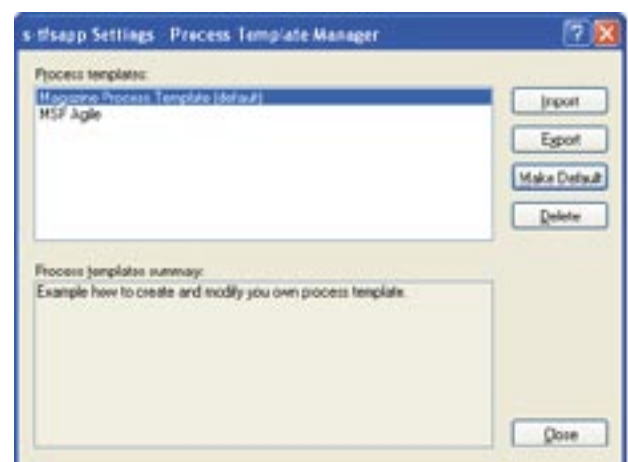 s-tfsapp Settings Process Template Manager
Process templates:
Magazine Process Template (default)
MSF Agile
Import
Export
Make Default
Delete
Process templates summary:
Example how to create and modify you own process template.
Close